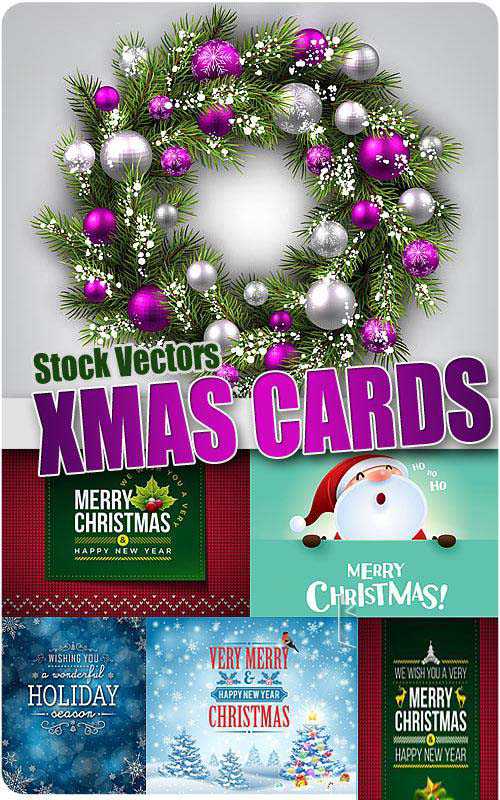 Stock Vectors
XMAS CARDS
WE WISH YOU A VERY
MERRY
CHRISTMAS
&
HAPPY NEW YEAR
HO
HO
HO
MERRY
CHRISTMAS!
WISHING YOU
a wonderful
HOLIDAY
season
VERY MERRY
&
HAPPY NEW YEAR
CHRISTMAS
WE WISH YOU A VERY
MERRY
CHRISTMAS
&
HAPPY NEW YEAR